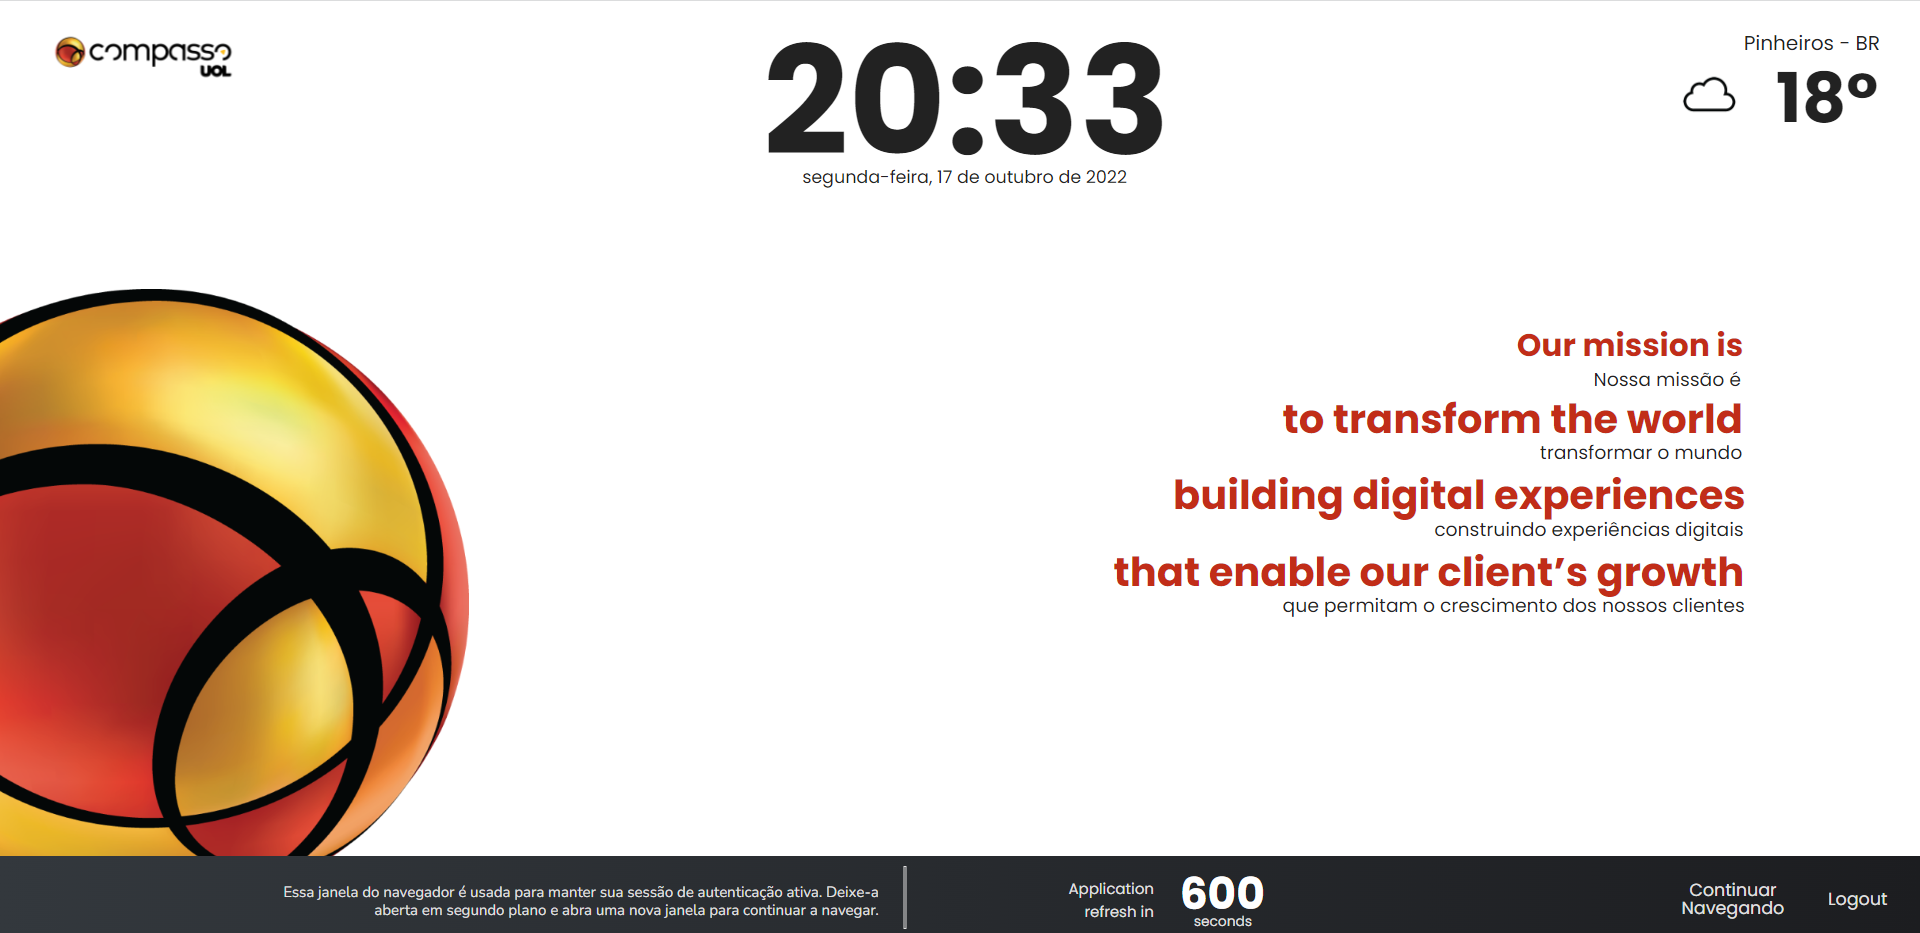 compasso
UOL
20:33
segunda-feira, 17 de outubro de 2022
Pinheiros - BR
18º
Our mission is
Nossa missão é
to transform the world
transformar o mundo
building digital experiences
construindo experiências digitais
that enable our client’s growth
que permitam o crescimento dos nossos clientes
Essa janela do navegador é usada para manter sua sessão de autenticação ativa. Deixe-a
aberta em segundo plano e abra uma nova janela para continuar a navegar.
Application
refresh in
600
seconds
Continuar
Navegando
Logout